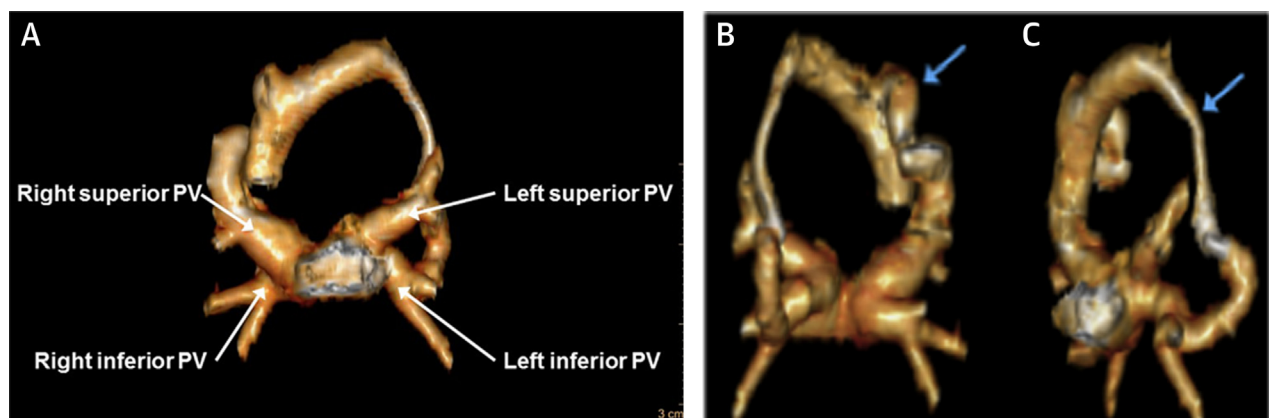 A
B
C
Right superior PV
Left superior PV
Right inferior PV
Left inferior PV
3 cm